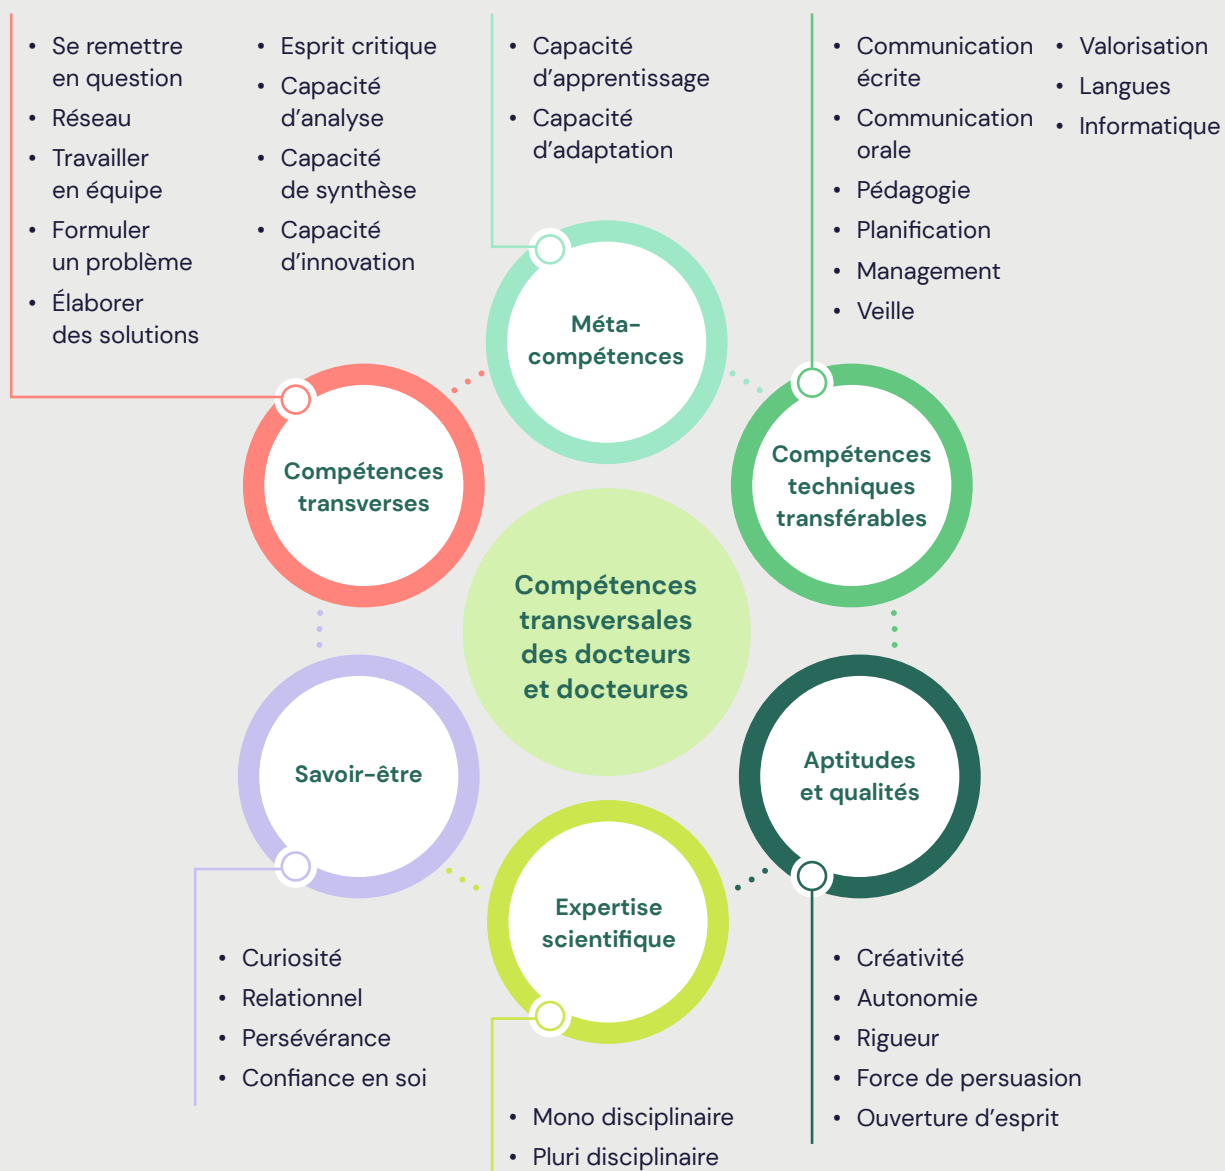 • Se remettre
en question
• Réseau
• Travailler
en équipe
• Formuler
un problème
• Élaborer
des solutions
• Esprit critique
• Capacité
d’analyse
• Capacité
de synthèse
• Capacité
d’innovation
• Capacité
d’apprentissage
• Capacité
d’adaptation
• Communication
écrite
• Communication
orale
• Pédagogie
• Planification
• Management
• Veille
• Valorisation
• Langues
• Informatique
Méta-
compétences
Compétences
transverses
Compétences
techniques
transférables
Compétences
transversales
des docteurs
et docteures
Savoir-être
Aptitudes
et qualités
Expertise
scientifique
• Curiosité
• Relationnel
• Persévérance
• Confiance en soi
• Mono disciplinaire
• Pluri disciplinaire
• Créativité
• Autonomie
• Rigueur
• Force de persuasion
• Ouverture d’esprit